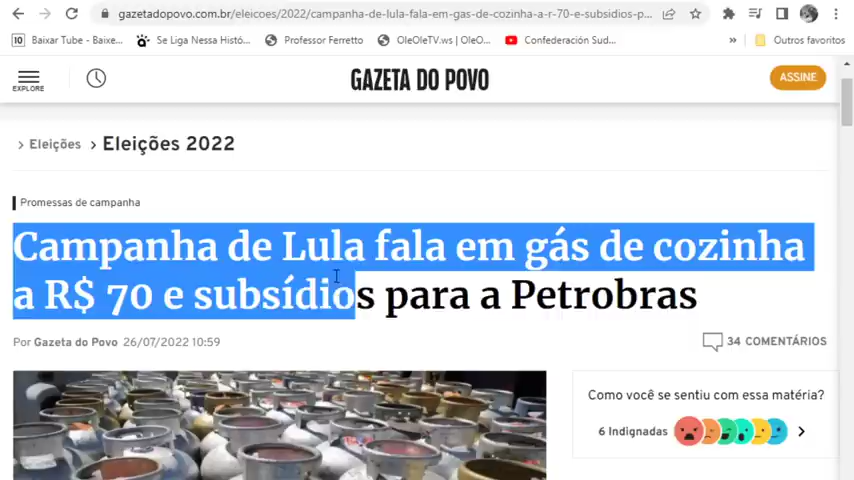 gazetadopovo.com.br/eleicoes/2022/campanha-de-lula-fala-em-gas-de-cozinha-a-r-70-e-subsidios-p...
10 Baixar Tube - Baixe... Se Liga Nessa Histó... Professor Ferretto OleOleTV.ws | OleO... Confederación Sud... » Outros favoritos
EXPLORE
GAZETA DO POVO
ASSINE
> Eleições > Eleições 2022
Promessas de campanha
Campanha de Lula fala em gás de cozinha
a R$ 70 e subsídios para a Petrobras
Por Gazeta do Povo 26/07/2022 10:59
34 COMENTÁRIOS
Como você se sentiu com essa matéria?
6 Indignadas